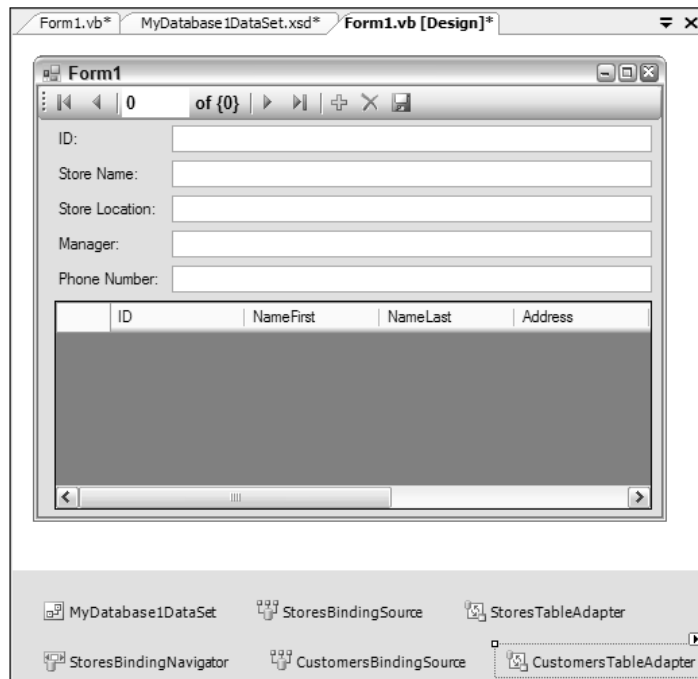 Form1.vb* MyDatabase1DataSet.xsd* Form1.vb [Design]*
Form1
0 of {0}
ID:
Store Name:
Store Location:
Manager:
Phone Number:
ID NameFirst NameLast Address
MyDatabase1DataSet StoresBindingSource StoresTableAdapter
StoresBindingNavigator CustomersBindingSource CustomersTableAdapter